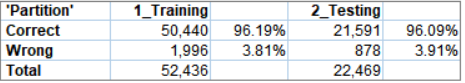 'Partition' 1_Training 2_Testing
Correct 50,440 96.19% 21,591 96.09%
Wrong 1,996 3.81% 878 3.91%
Total 52,436 22,469